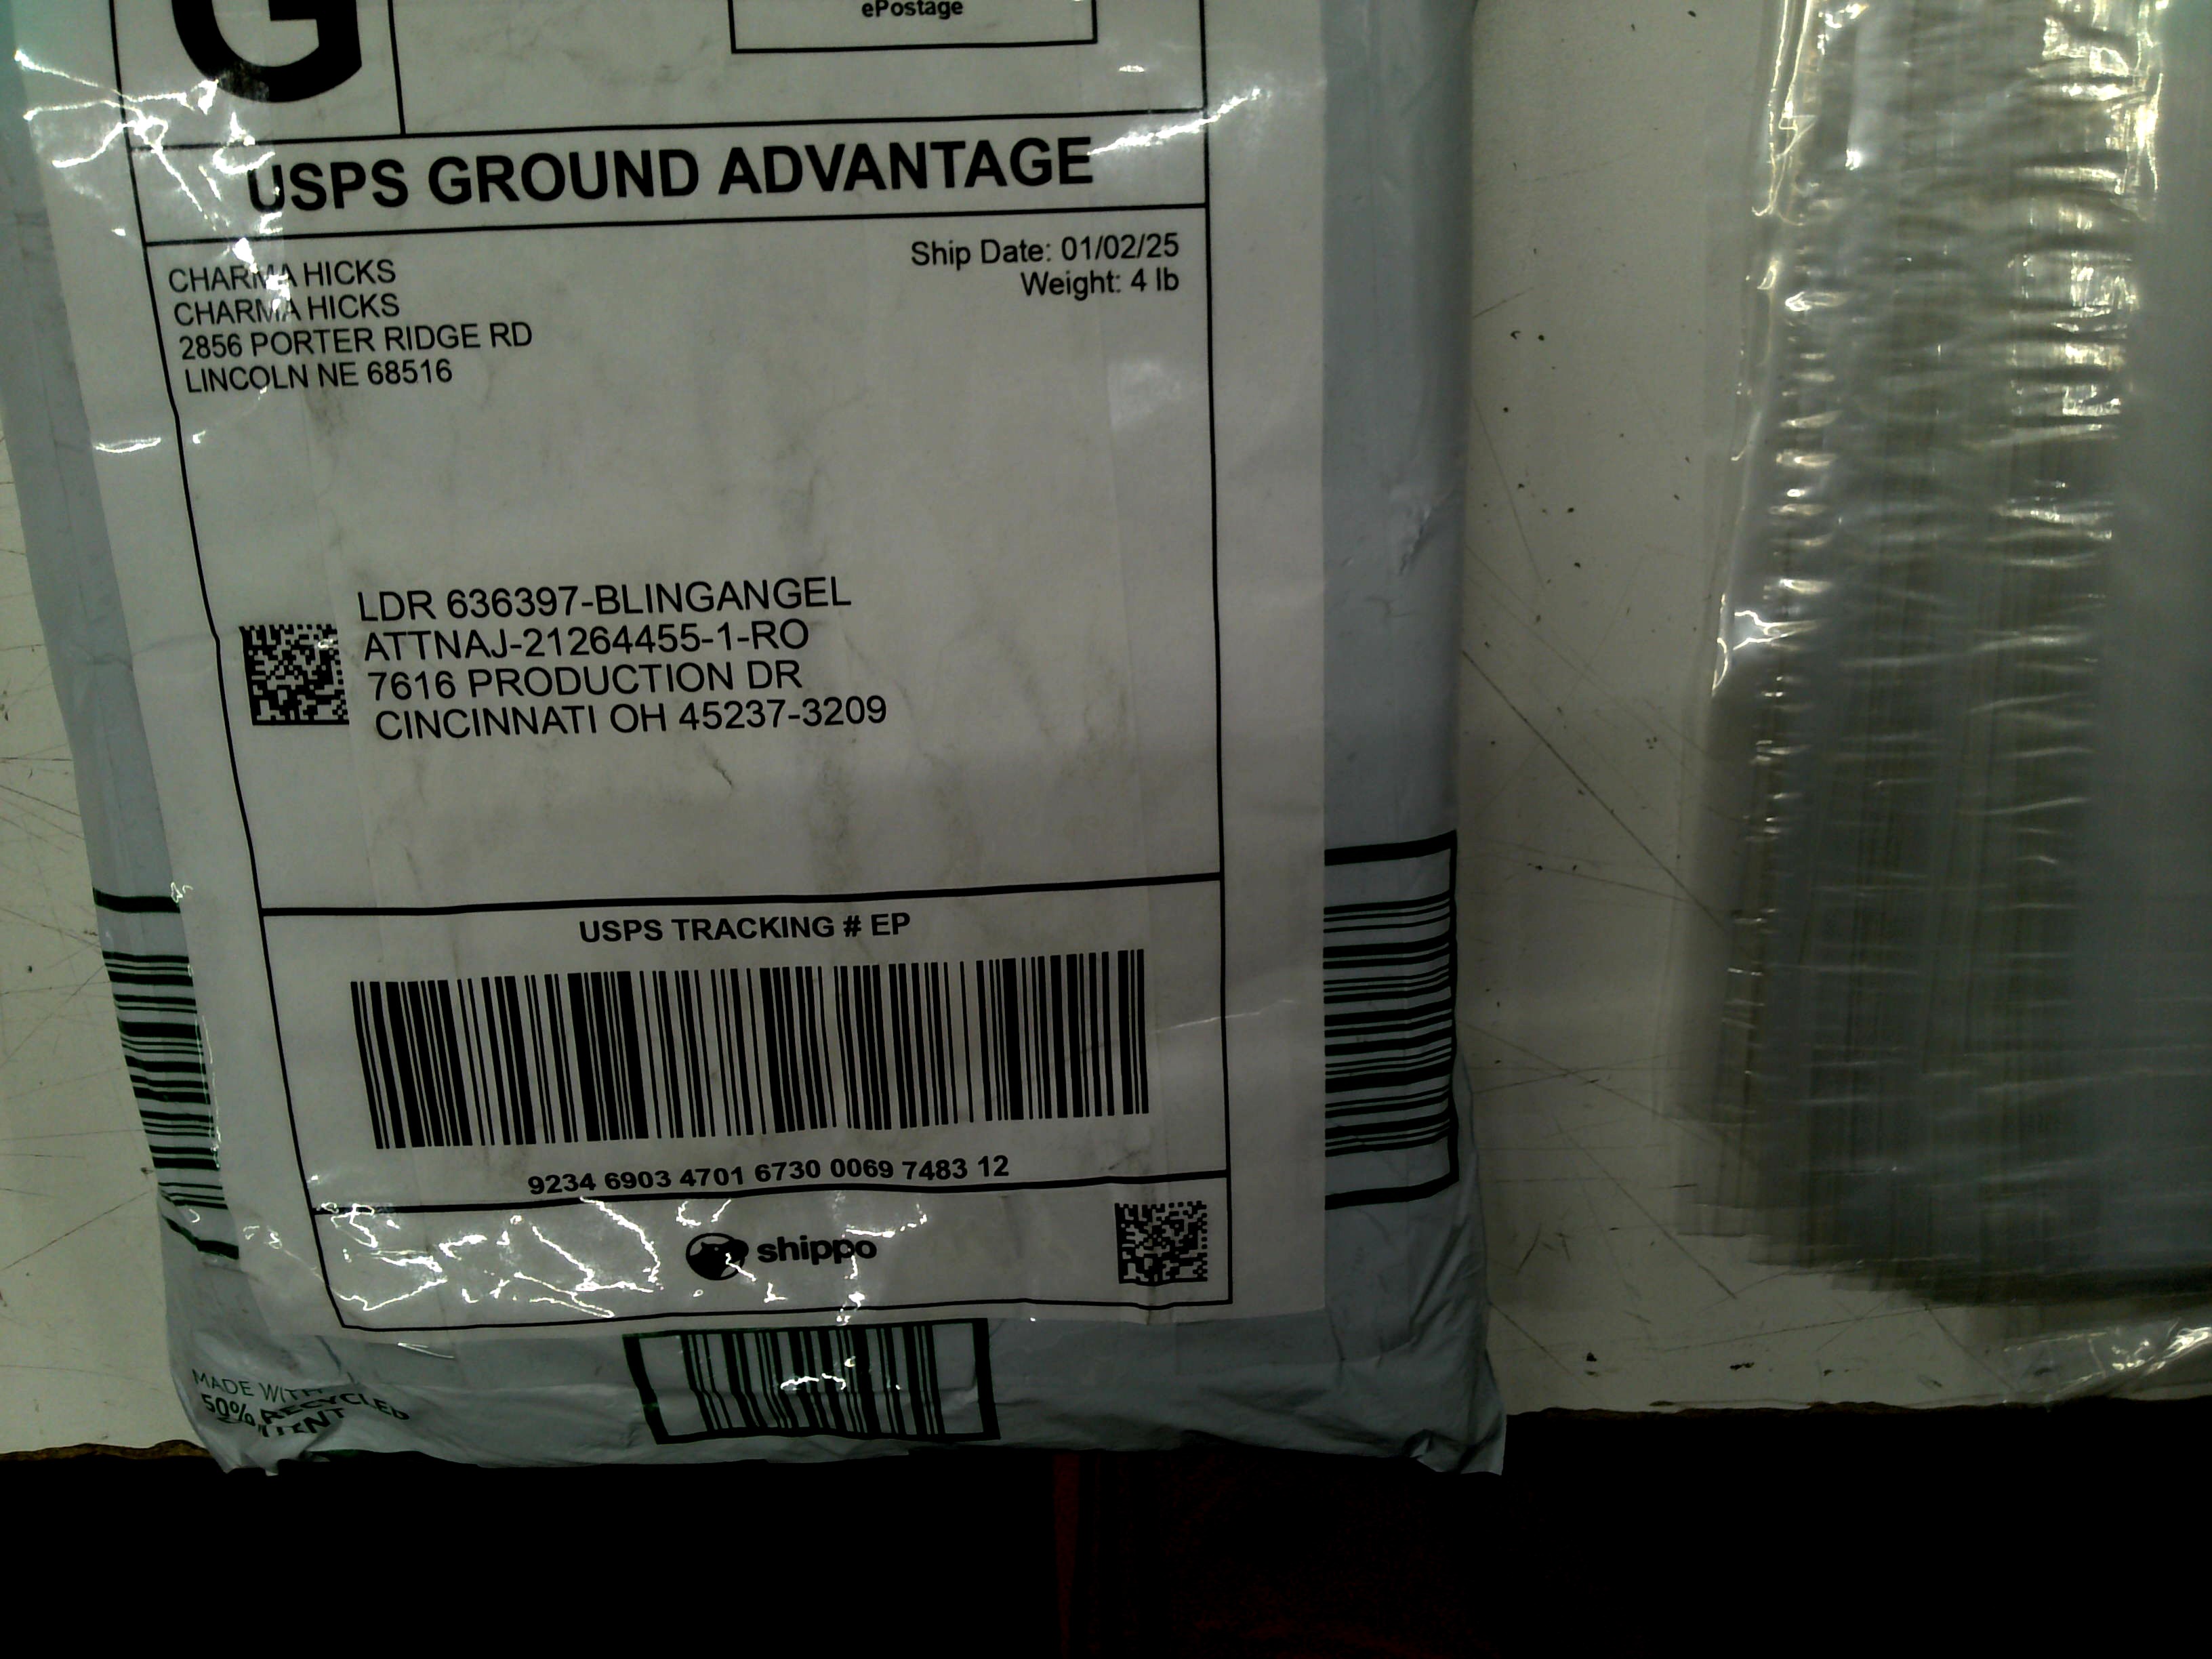 G
ePostage
USPS GROUND ADVANTAGE
Ship Date: 01/02/25
Weight: 4 lb
CHARMA HICKS
CHARMA HICKS
2856 PORTER RIDGE RD
LINCOLN NE 68516
LDR 636397-BLINGANGEL
ATTNAJ-21264455-1-RO
7616 PRODUCTION DR
CINCINNATI OH 45237-3209
USPS TRACKING # EP
9234 6903 4701 6730 0069 7483 12
shippo
MADE WITH
50% RECYCLED